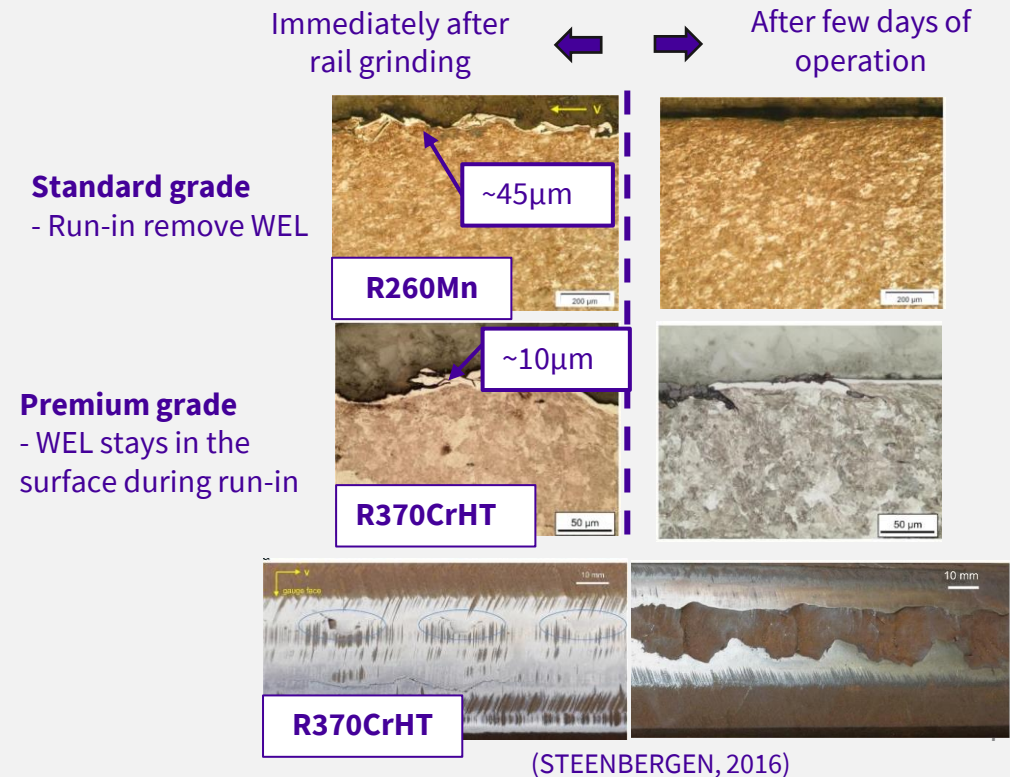 Immediately after
rail grinding
After few days of
operation
Standard grade
- Run-in remove WEL
V
~45µm
R260Mn
200 µm
200 µm
Premium grade
- WEL stays in the
surface during run-in
~10µm
R370CrHT
50 µm
50 µm
V
gauge face
10 mm
10 mm
R370CrHT
(STEENBERGEN, 2016)